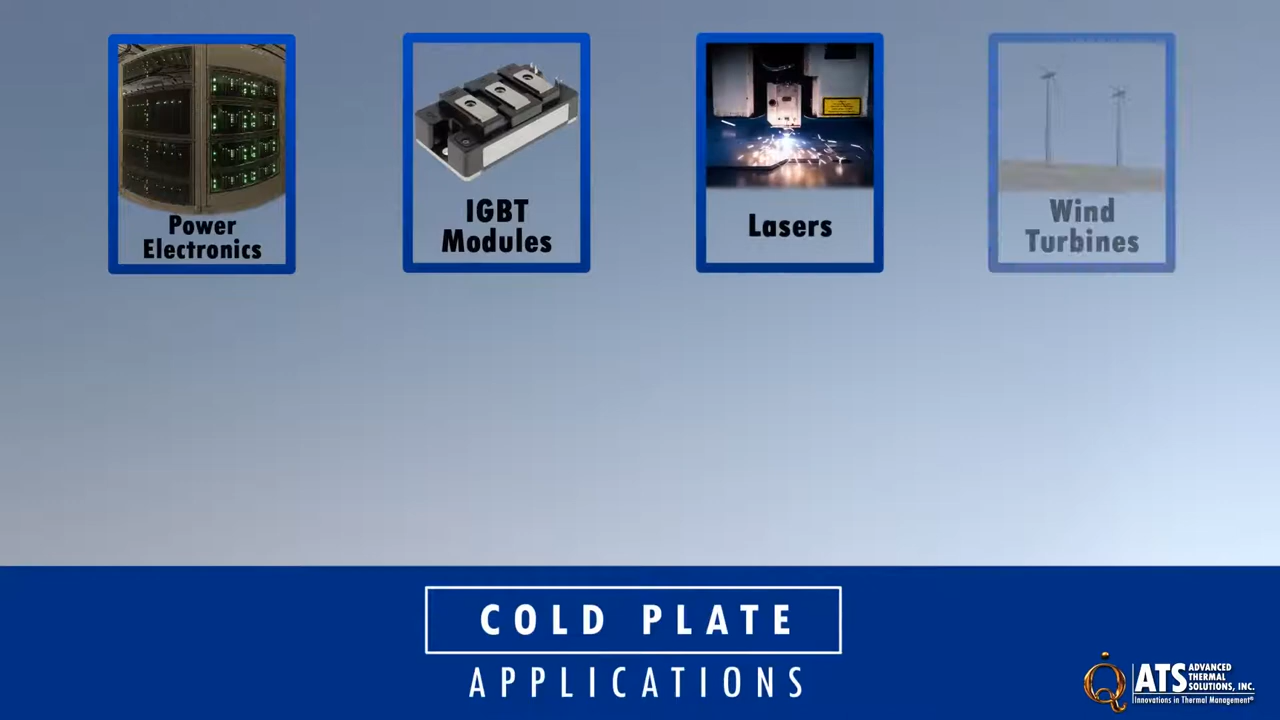 Power
Electronics
IGBT
Modules
Lasers
Wind
Turbines
COLD PLATE
APPLICATIONS
ATS ADVANCED
THERMAL
SOLUTIONS, INC.
Innovations in Thermal Management®